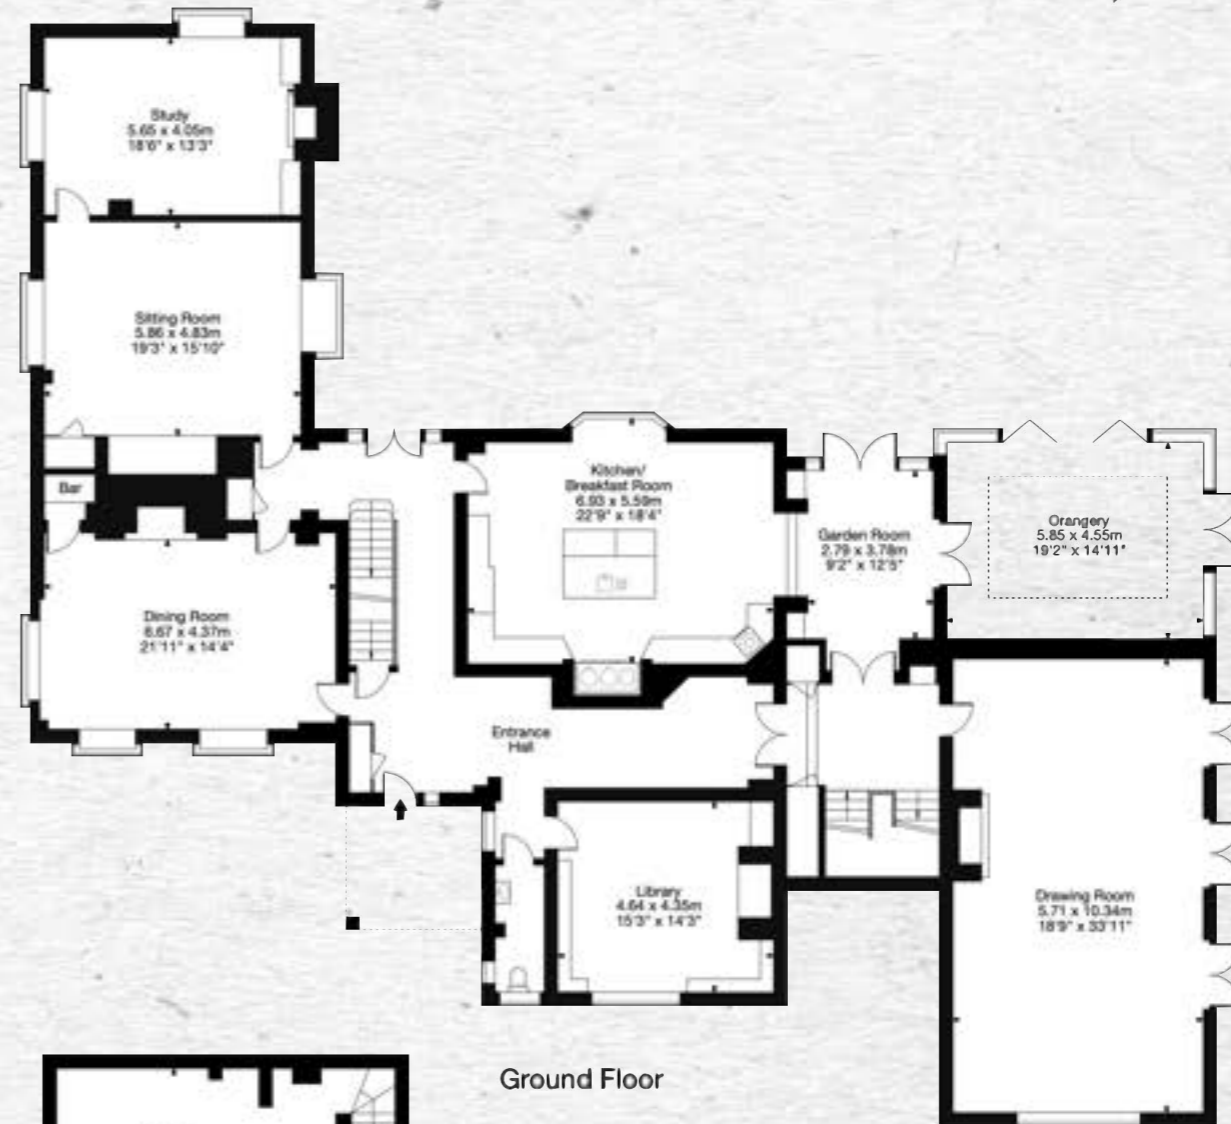 Study
5.65 x 4.05m
18'6" x 13'3"
Sitting Room
5.86 x 4.83m
19'3" x 15'10"
Bar
Kitchen/
Breakfast Room
6.93 x 5.59m
22'9" x 18'4"
Garden Room
2.79 x 3.78m
9'2" x 12'5"
Orangery
5.85 x 4.55m
19'2" x 14'11"
Dining Room
6.67 x 4.37m
21'11" x 14'4"
Entrance
Hall
Library
4.64 x 4.35m
15'3" x 14'3"
Drawing Room
5.71 x 10.34m
18'9" x 33'11"
Ground Floor